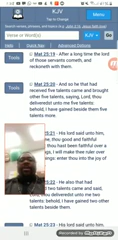 KJV
(Tap to Change)
Menu
Verse or Word(s)
KJV
Go
Tools
Mat 25:19 - After a long time the lord
of those servants cometh, and
reckoneth with them.
Tools
Mat 25:20 - And so he that had
received five talents came and brought
other five talents, saying, Lord, thou
deliveredst unto me five talents:
behold, I have gained beside them five
talents more.
25:21 - His lord said unto him,
thou good and faithful
thou hast been faithful over a
things, I will make thee ruler over
things: enter thou into the joy of
25:22 - He also that had
two talents came and said,
Lord, thou deliveredst unto me two
talents: behold, I have gained two other
talents beside them.
Mat 25:23 - His lord said unto him,